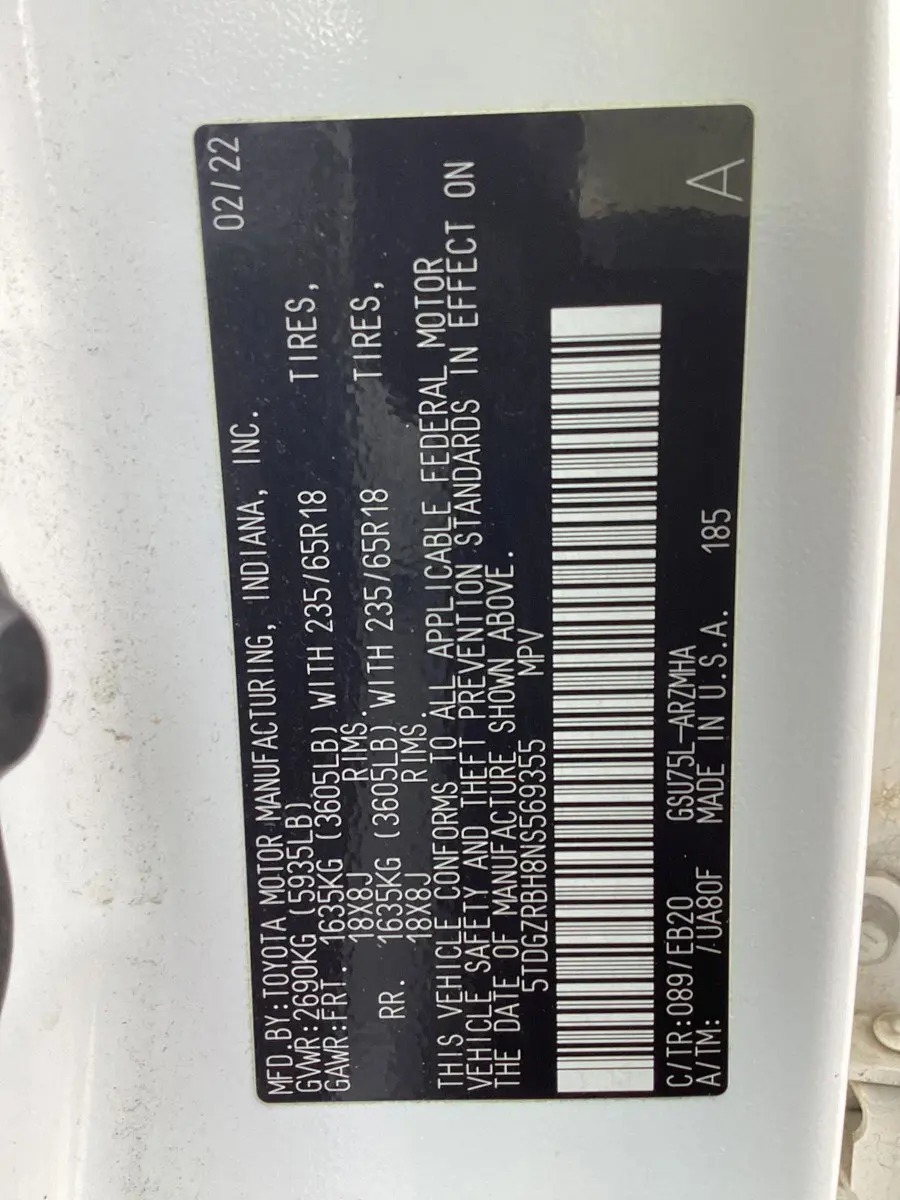 MFD.BY:TOYOTA MOTOR MANUFACTURING, INDIANA, INC. 02/22
GVWR:2690KG (5935LB)
GAWR:FRT. 1635KG (3605LB) WITH 235/65R18 TIRES,
18X8J RIMS.
RR. 1635KG (3605LB) WITH 235/65R18 TIRES,
18X8J RIMS.
THIS VEHICLE CONFORMS TO ALL APPLICABLE FEDERAL MOTOR
VEHICLE SAFETY AND THEFT PREVENTION STANDARDS IN EFFECT ON
THE DATE OF MANUFACTURE SHOWN ABOVE.
5TDGZRBH8NS569355 MPV
C/TR:089/EB20 GSU75L-ARZMHA
A/TM: /UA80F MADE IN U.S.A. 185 A